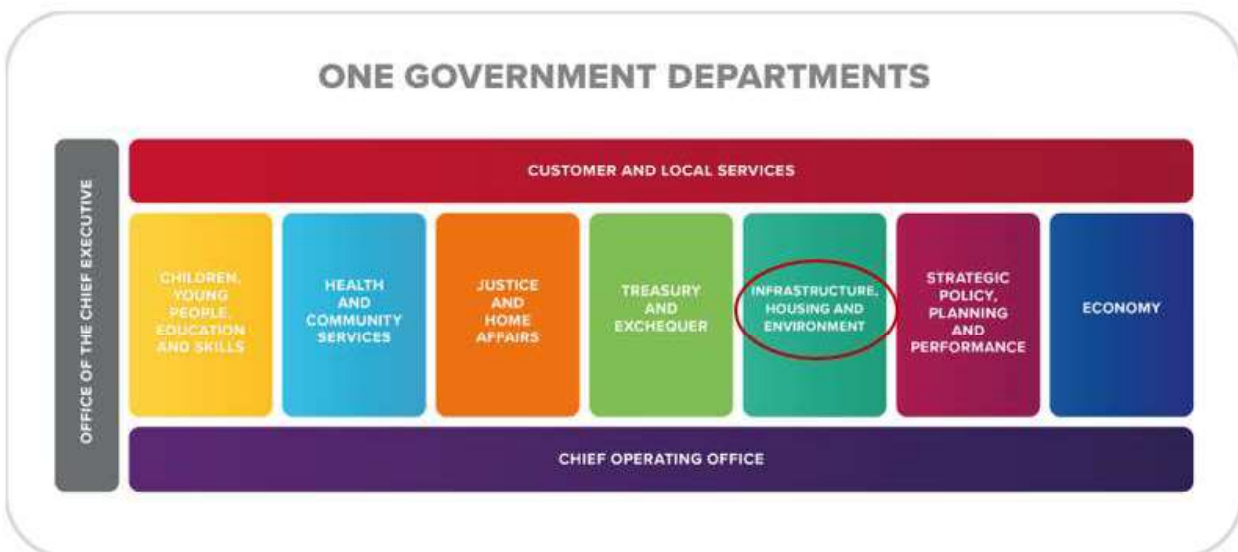 ONE GOVERNMENT DEPARTMENTS
OFFICE OF THE CHIEF EXECUTIVE
CUSTOMER AND LOCAL SERVICES
CHILDREN,
YOUNG
PEOPLE,
EDUCATION
AND SKILLS
HEALTH
AND
COMMUNITY
SERVICES
JUSTICE
AND
HOME
AFFAIRS
TREASURY
AND
EXCHEQUER
INFRASTRUCTURE,
HOUSING AND
ENVIRONMENT
STRATEGIC
POLICY,
PLANNING
AND
PERFORMANCE
ECONOMY
CHIEF OPERATING OFFICE